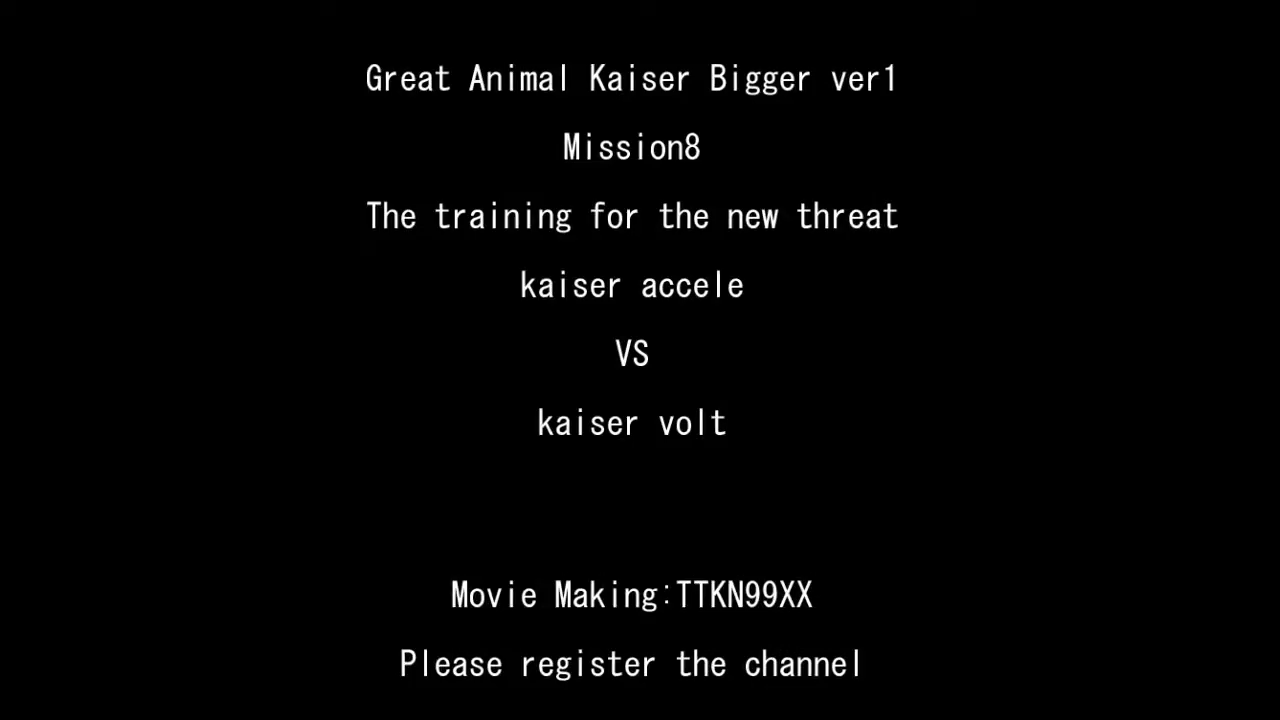 Great Animal Kaiser Bigger ver1
Mission8
The training for the new threat
kaiser accele
VS
kaiser volt
Movie Making:TTKN99XX
Please register the channel